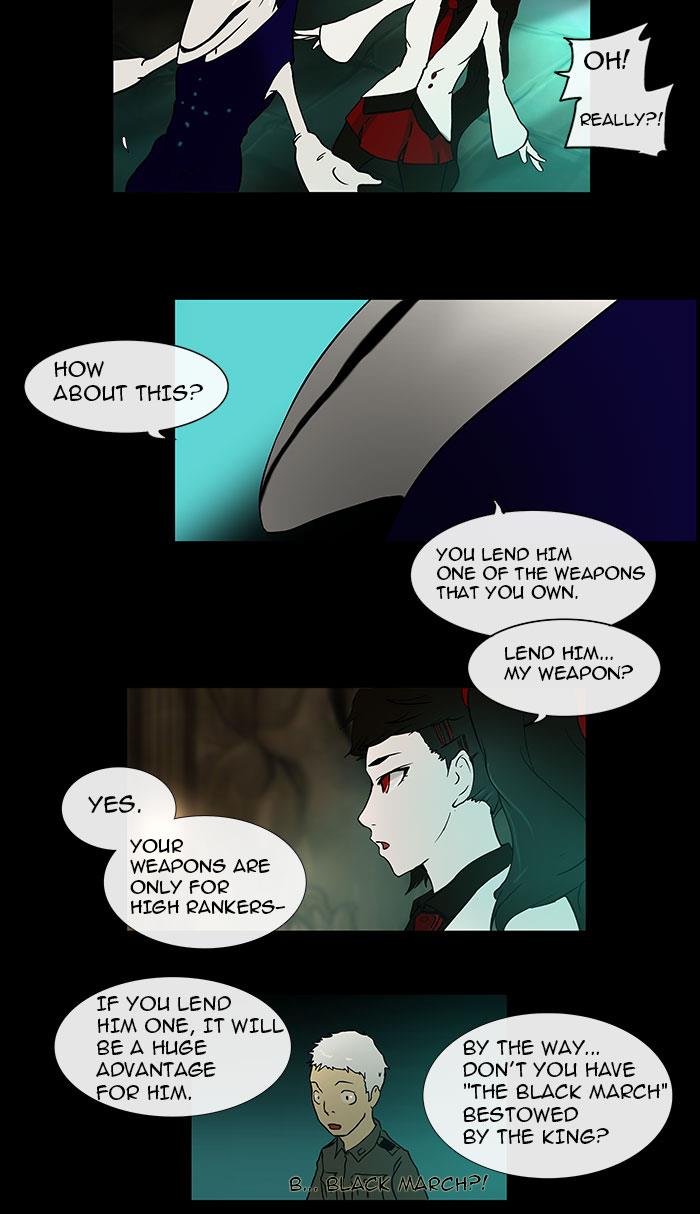 OH!
REALLY?!
HOW
ABOUT THIS?
YOU LEND HIM
ONE OF THE WEAPONS
THAT YOU OWN.
LEND HIM...
MY WEAPON?
YES.
YOUR
WEAPONS ARE
ONLY FOR
HIGH RANKERS-
IF YOU LEND
HIM ONE, IT WILL
BE A HUGE
ADVANTAGE
FOR HIM.
BY THE WAY...
DON'T YOU HAVE
"THE BLACK MARCH"
BESTOWED
BY THE KING?
B... BLACK MARCH?!